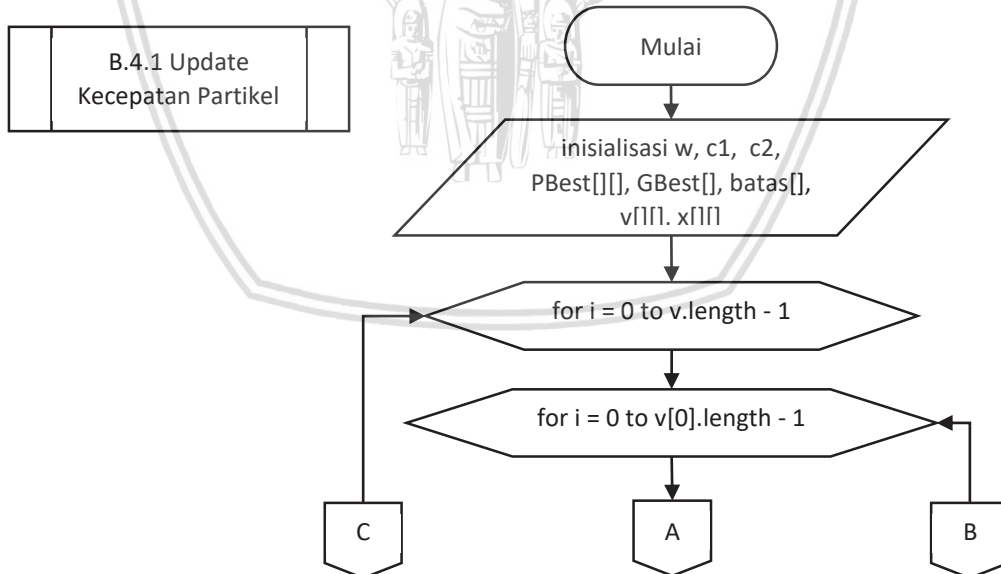 B.4.1 Update
Kecepatan Partikel
Mulai
inisialisasi w, c1, c2,
PBest[][], GBest[], batas[],
v[][], x[][]
for i = 0 to v.length - 1
for i = 0 to v[0].length - 1
C
A
B